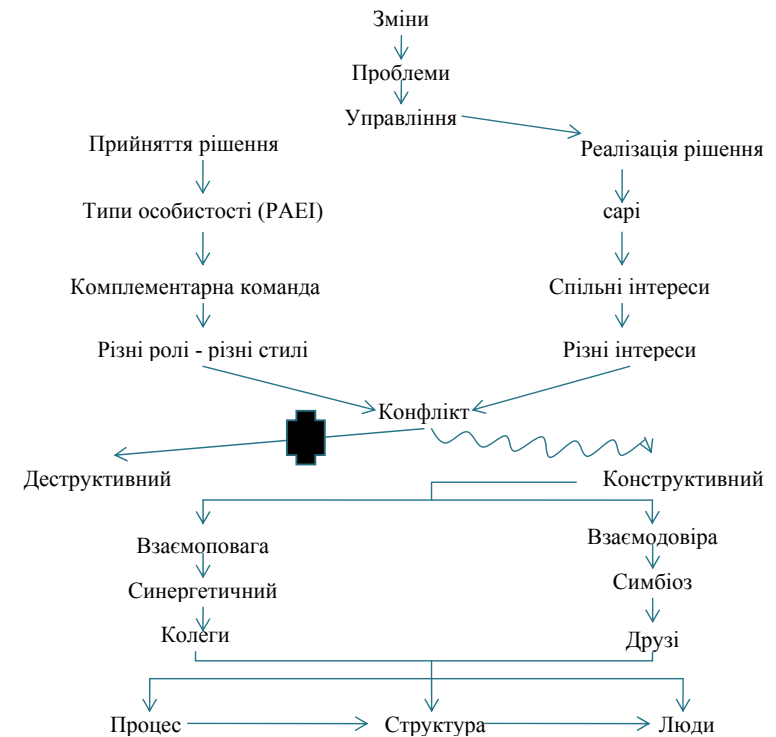 Зміни
Проблеми
Управління
Прийняття рішення
Реалізація рішення
Типи особистості (PAEI)
сарі
Комплементарна команда
Спільні інтереси
Різні ролі - різні стилі
Різні інтереси
Конфлікт
Деструктивний
Конструктивний
Взаємоповага
Взаємодовіра
Синергетичний
Симбіоз
Колеги
Друзі
Процес
Структура
Люди